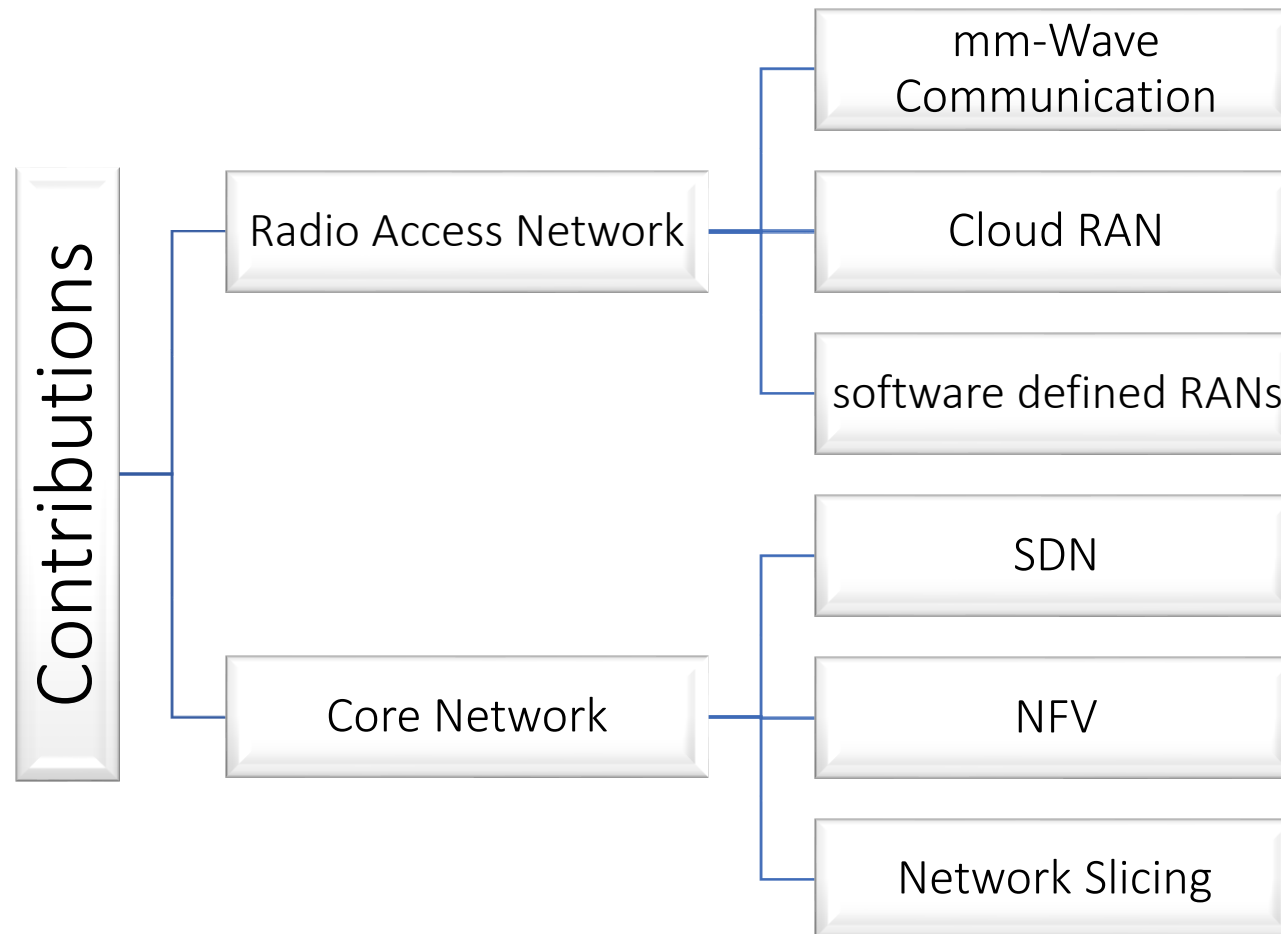 Contributions
Radio Access Network
mm-Wave
Communication
Cloud RAN
software defined RANs
Core Network
SDN
NFV
Network Slicing